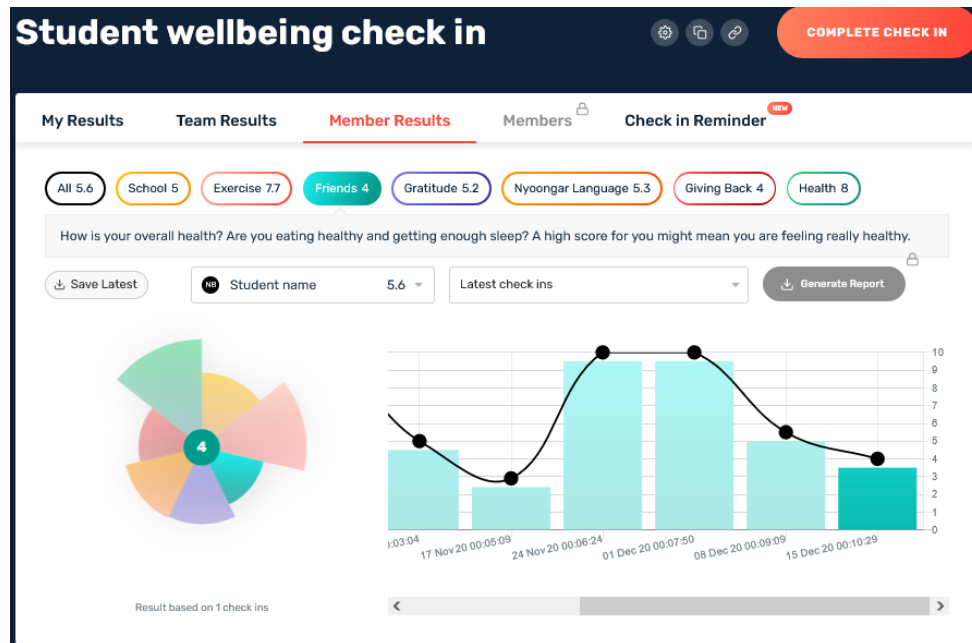 Student wellbeing check in
COMPLETE CHECK IN
My Results Team Results Member Results Members Check in Reminder NEW
All 5.6 School 5 Exercise 7.7 Friends 4 Gratitude 5.2 Nyoongar Language 5.3 Giving Back 4 Health 8
How is your overall health? Are you eating healthy and getting enough sleep? A high score for you might mean you are feeling really healthy.
Save Latest NB Student name 5.6 Latest check ins Generate Report
4
10
9
8
7
6
5
4
3
2
1
0
:03:04 17 Nov 20 00:05:09 24 Nov 20 00:06:24 01 Dec 20 00:07:50 08 Dec 20 00:09:09 15 Dec 20 00:10:29
Result based on 1 check ins